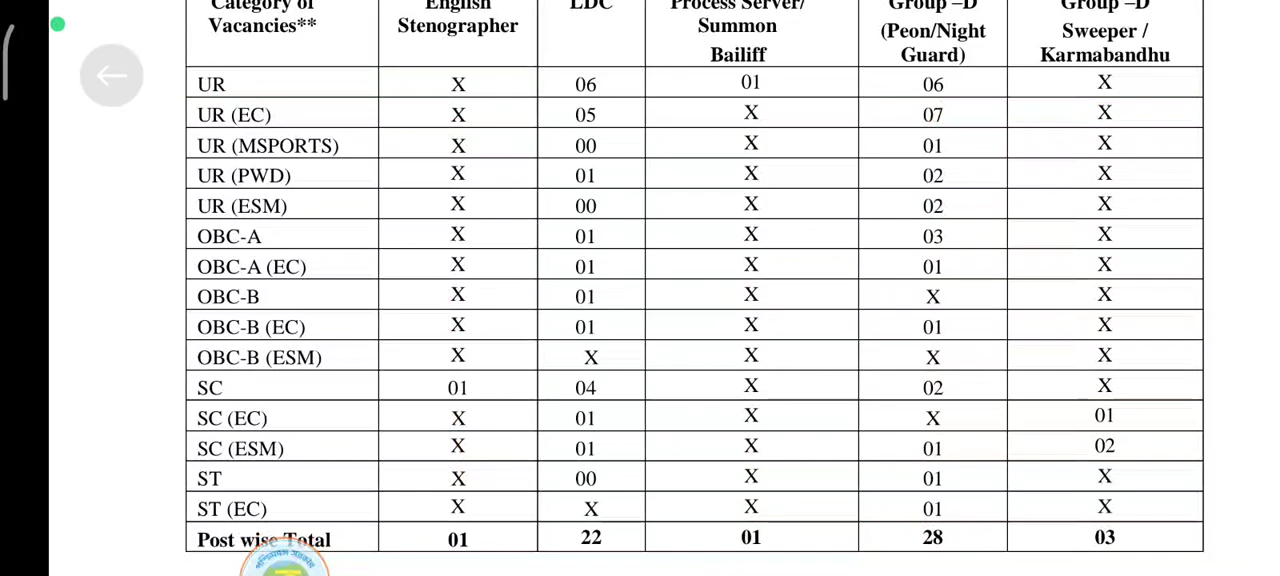 Category of Vacancies** | English Stenographer | LDC | Process Server/ Summon Bailiff | Group –D (Peon/Night Guard) | Group –D Sweeper / Karmabandhu
UR | X | 06 | 01 | 06 | X
UR (EC) | X | 05 | X | 07 | X
UR (MSPORTS) | X | 00 | X | 01 | X
UR (PWD) | X | 01 | X | 02 | X
UR (ESM) | X | 00 | X | 02 | X
OBC-A | X | 01 | X | 03 | X
OBC-A (EC) | X | 01 | X | 01 | X
OBC-B | X | 01 | X | X | X
OBC-B (EC) | X | 01 | X | 01 | X
OBC-B (ESM) | X | X | X | X | X
SC | 01 | 04 | X | 02 | X
SC (EC) | X | 01 | X | X | 01
SC (ESM) | X | 01 | X | 01 | 02
ST | X | 00 | X | 01 | X
ST (EC) | X | X | X | 01 | X
Post wise Total | 01 | 22 | 01 | 28 | 03